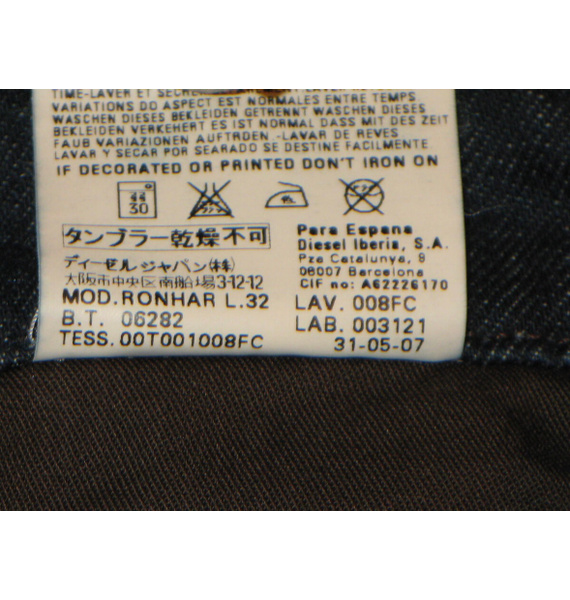 TIME-LAVER ET
VARIATIONS DO ASPECT EST NORMALES ENTRE TEMPS
WASCHEN DIESES BEKLEIDEN GETRENNT WASCHEN DIESES
BEKLEIDEN VERKEHRT ES IST NORMAL DASS MIT DES ZEIT
FAUB VARIAZIONEN AUFTRDEN -LAVAR DE REVES
LAVAR Y SECAR POR SEARADO SE DESTINE FACILMENTE
IF DECORATED OR PRINTED DON'T IRON ON
30
タンブラー乾燥不可
ディーゼルジャパン㈱
大阪市中央区南船場3-12-12
MOD.RONHAR L.32
B.T. 06282
TESS. 00T001008FC
Para Espana
Diesel Iberia, S.A.
Pza Catalunya, 9
08007 Barcelona
CIF no: A62226170
LAV. 008FC
LAB. 003121
31-05-07